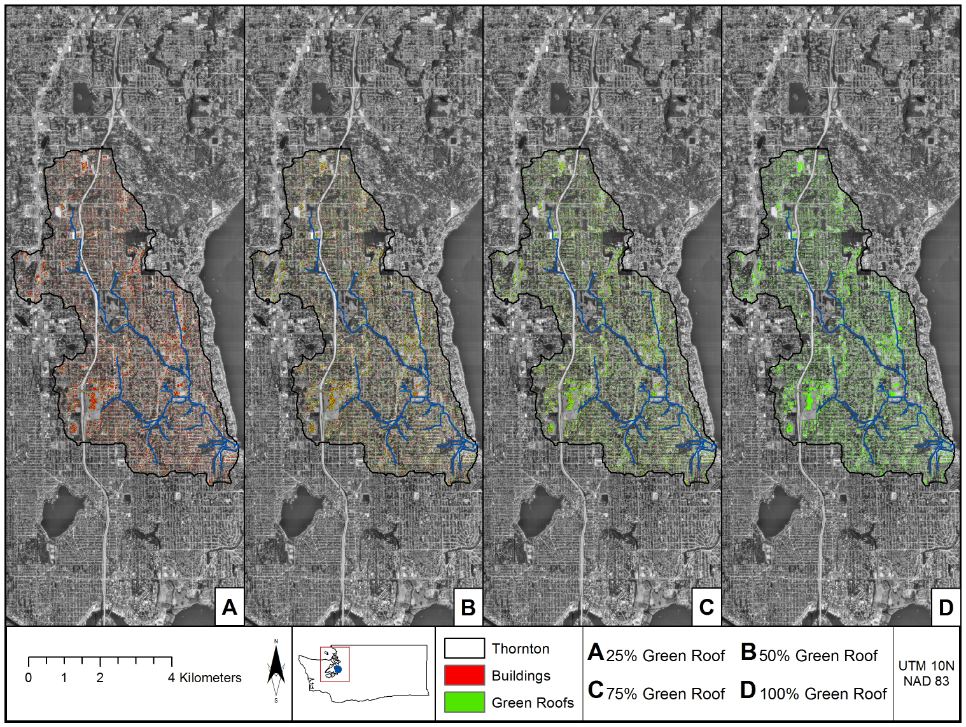 A
B
C
D
0 1 2 4 Kilometers
N
S
Thornton
Buildings
Green Roofs
A 25% Green Roof B 50% Green Roof
C 75% Green Roof D 100% Green Roof
UTM 10N
NAD 83